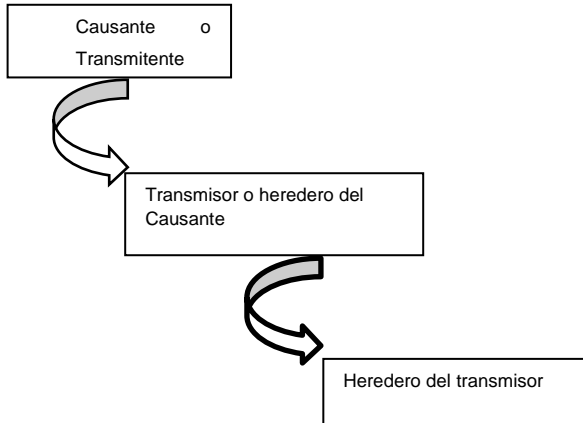 Causante o
Transmitente
Transmisor o heredero del
Causante
Heredero del transmisor